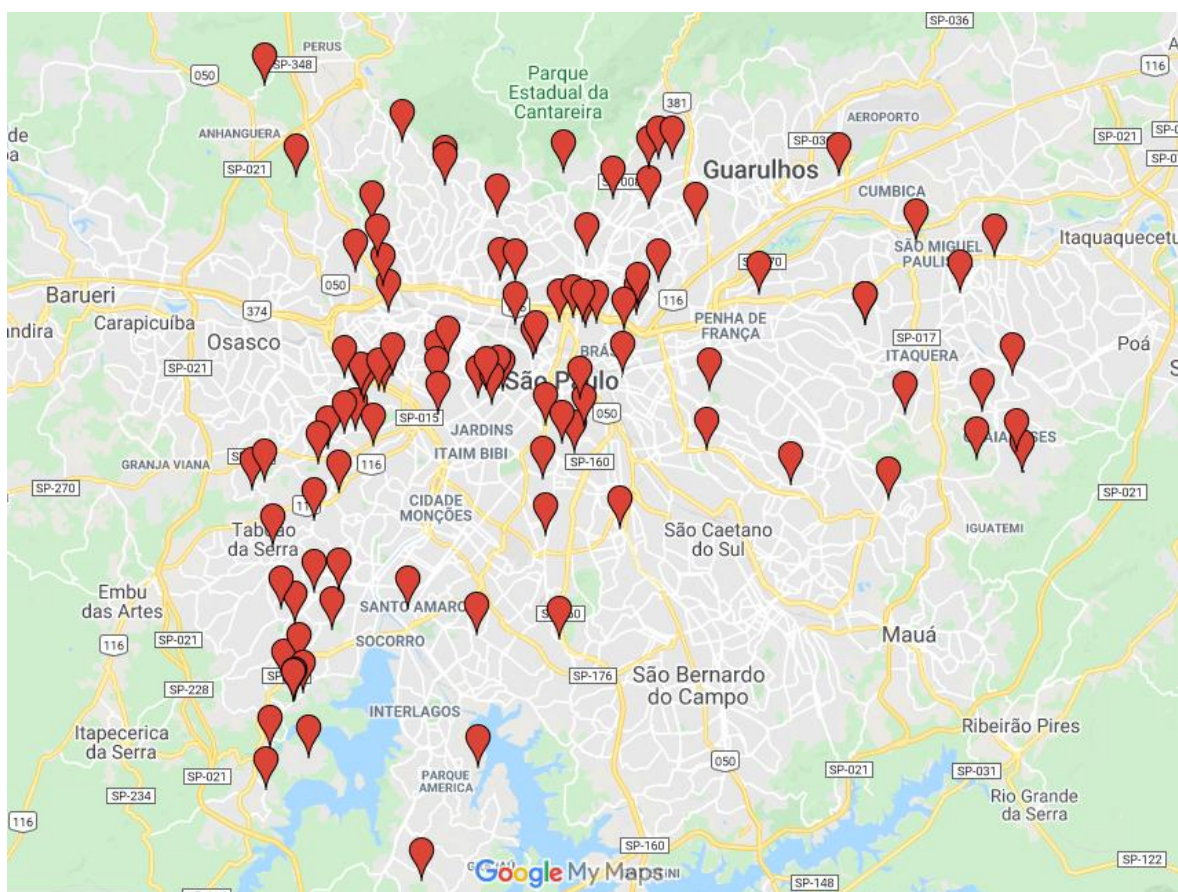 SP-036
PERUS
SP-348
050
116
Parque
Estadual da
Cantareira
381
AEROPORTO
ANHANGUERA
SP-021
SP-021
Guarulhos
CUMBICA
SÃO MIGUEL
Itaquaquecetu
050
Barueri
374
116
Carapicuíba
PENHA DE
FRANÇA
Osasco
SP-017
Poá
BRÁS
ITAQUERA
SP-021
São Paulo
SP-015
050
JARDINS
GRANJA VIANA
ITAIM BIBI
116
SP-160
SP-270
SP-021
CIDADE
MONÇÕES
IGUATEMI
São Caetano
do Sul
da Serra
Embu
das Artes
SANTO AMARO
SP-021
116
SOCORRO
Mauá
SP-176
São Bernardo
do Campo
SP-228
INTERLAGOS
Itapecerica
da Serra
Ribeirão Pires
050
SP-021
SP-021
SP-031
PARQUE
AMERICA
SP-234
Rio Grande
da Serra
116
SP-160
SP-122
Google My Maps
SP-148